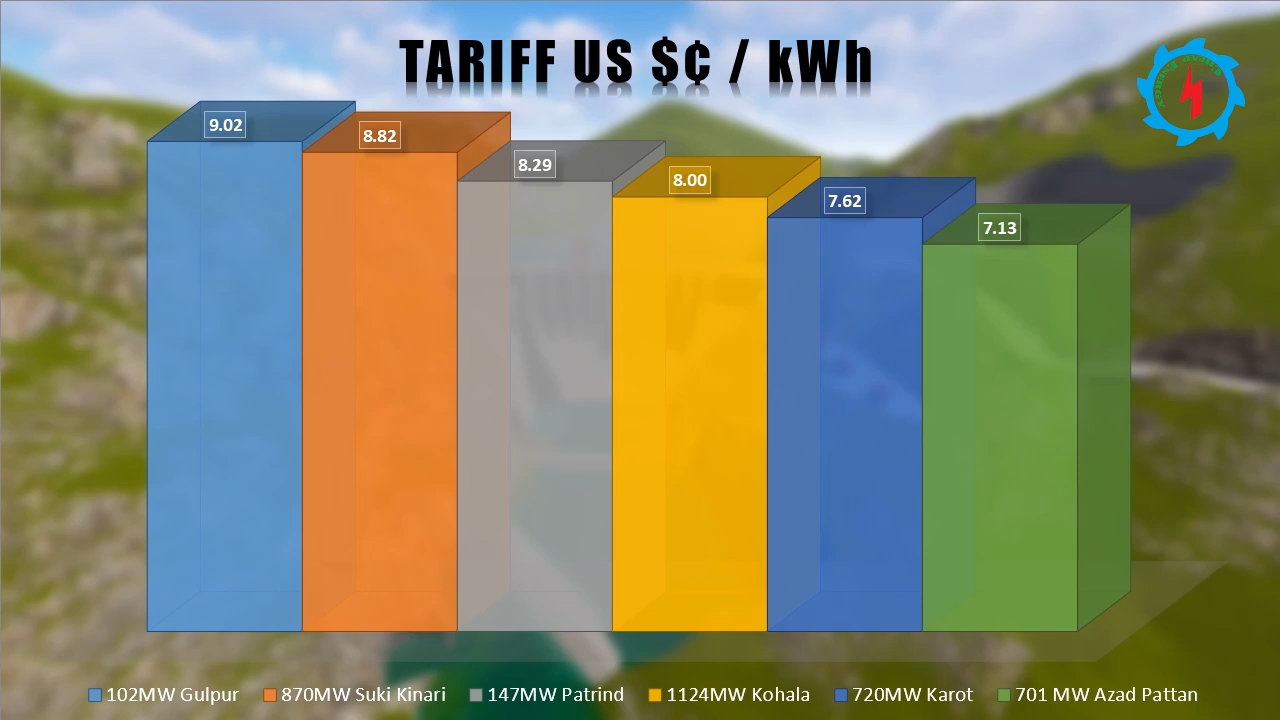 TARIFF US $¢ / kWh
9.02
8.82
8.29
8.00
7.62
7.13
102MW Gulpur
870MW Suki Kinari
147MW Patrind
1124MW Kohala
720MW Karot
701 MW Azad Pattan